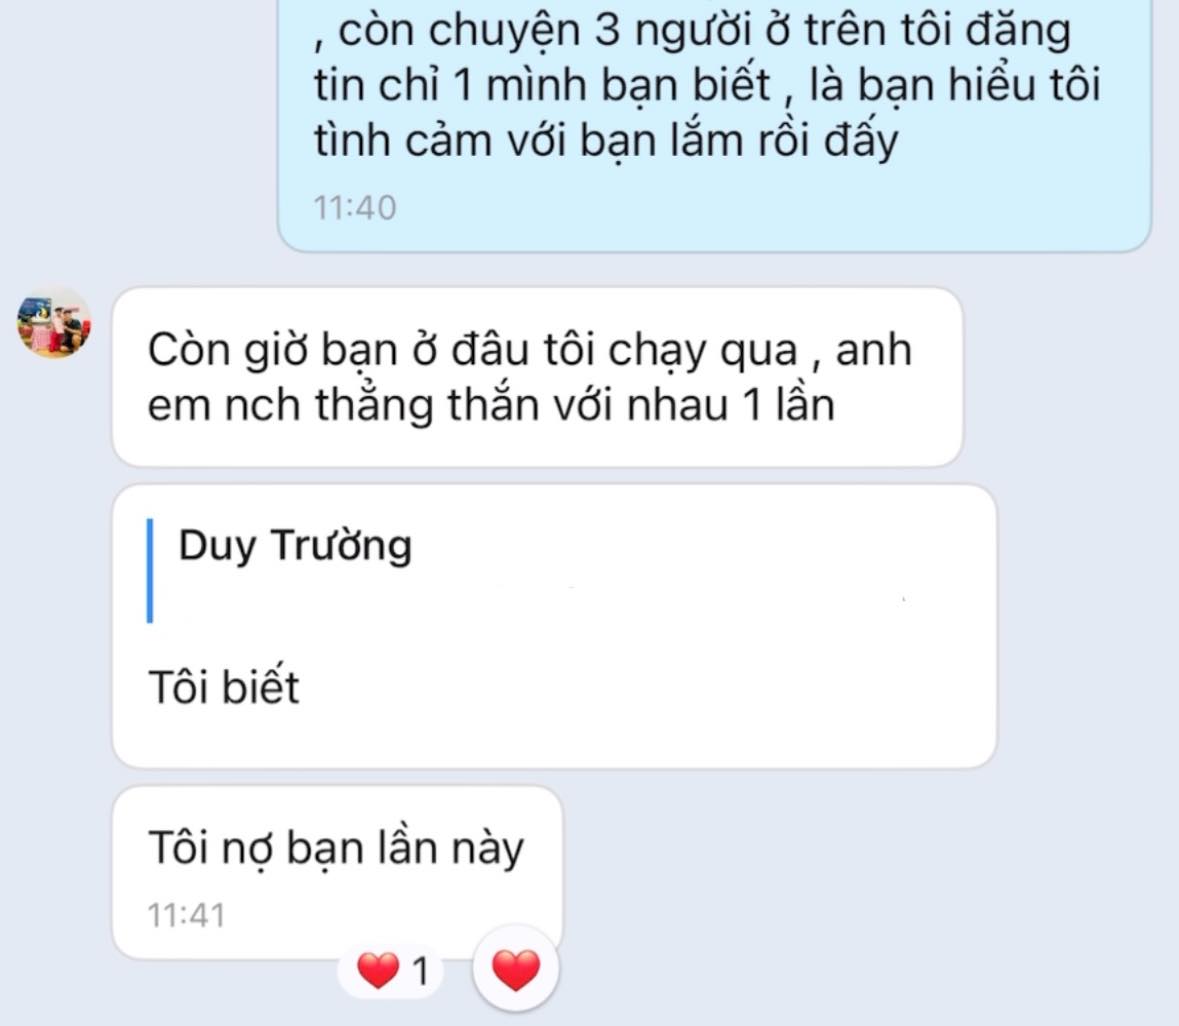 , còn chuyện 3 người ở trên tôi đăng
tin chỉ 1 mình bạn biết , là bạn hiểu tôi
tình cảm với bạn lắm rồi đấy
11:40
Còn giờ bạn ở đâu tôi chạy qua , anh
em nch thẳng thắn với nhau 1 lần
Duy Trường
Tôi biết
Tôi nợ bạn lần này
11:41
1